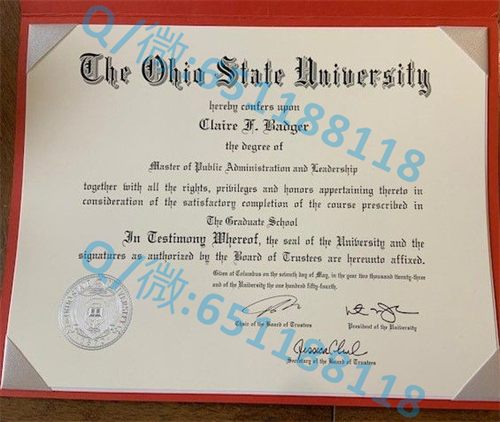 The Ohio State University
hereby confers upon
Claire F. Badger
the degree of
Master of Public Administration and Leadership
together with all the rights, privileges and honors appertaining thereto in
consideration of the satisfactory completion of the course prescribed in
The Graduate School
In Testimony Whereof, the seal of the University and the
signatures as authorized by the Board of Trustees are hereunto affixed.
Given at Columbus on the seventh day of May, in the year two thousand twenty-three
and of the University the one hundred fifty-fourth.
Chair of the Board of Trustees
President of the University
Secretary of the Board of Trustees
Q/微:651188118
Q/微:651188118